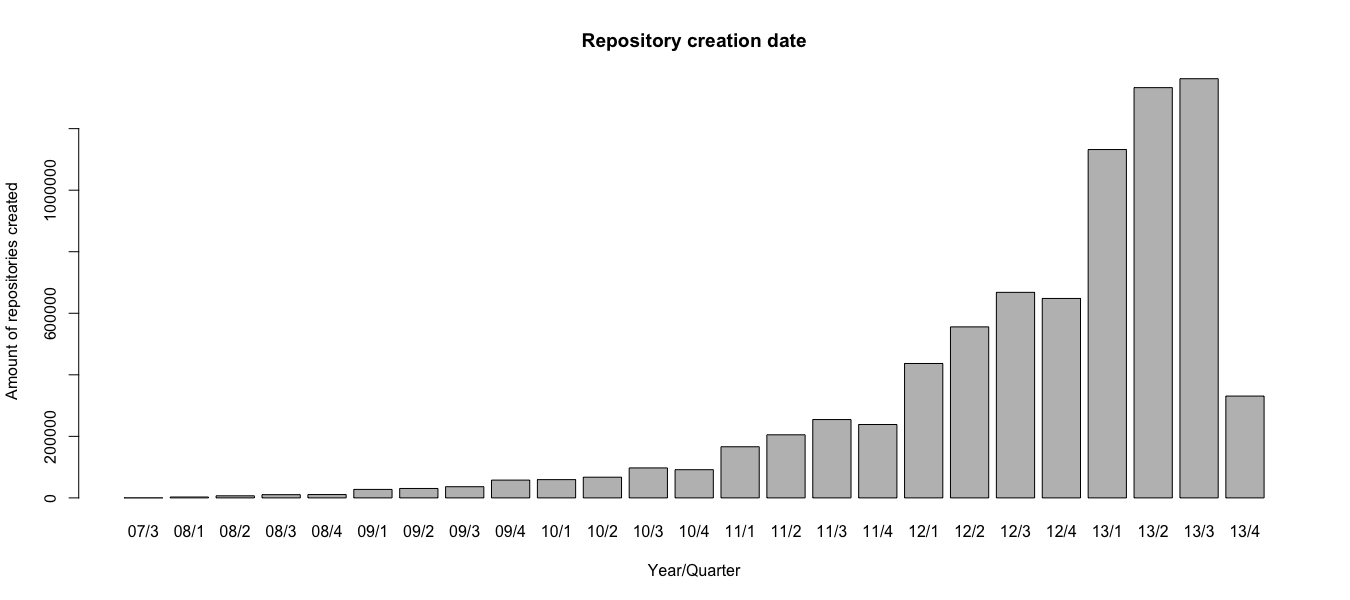 Repository creation date
Amount of repositories created
1000000
600000
200000
0
07/3 08/1 08/2 08/3 08/4 09/1 09/2 09/3 09/4 10/1 10/2 10/3 10/4 11/1 11/2 11/3 11/4 12/1 12/2 12/3 12/4 13/1 13/2 13/3 13/4
Year/Quarter